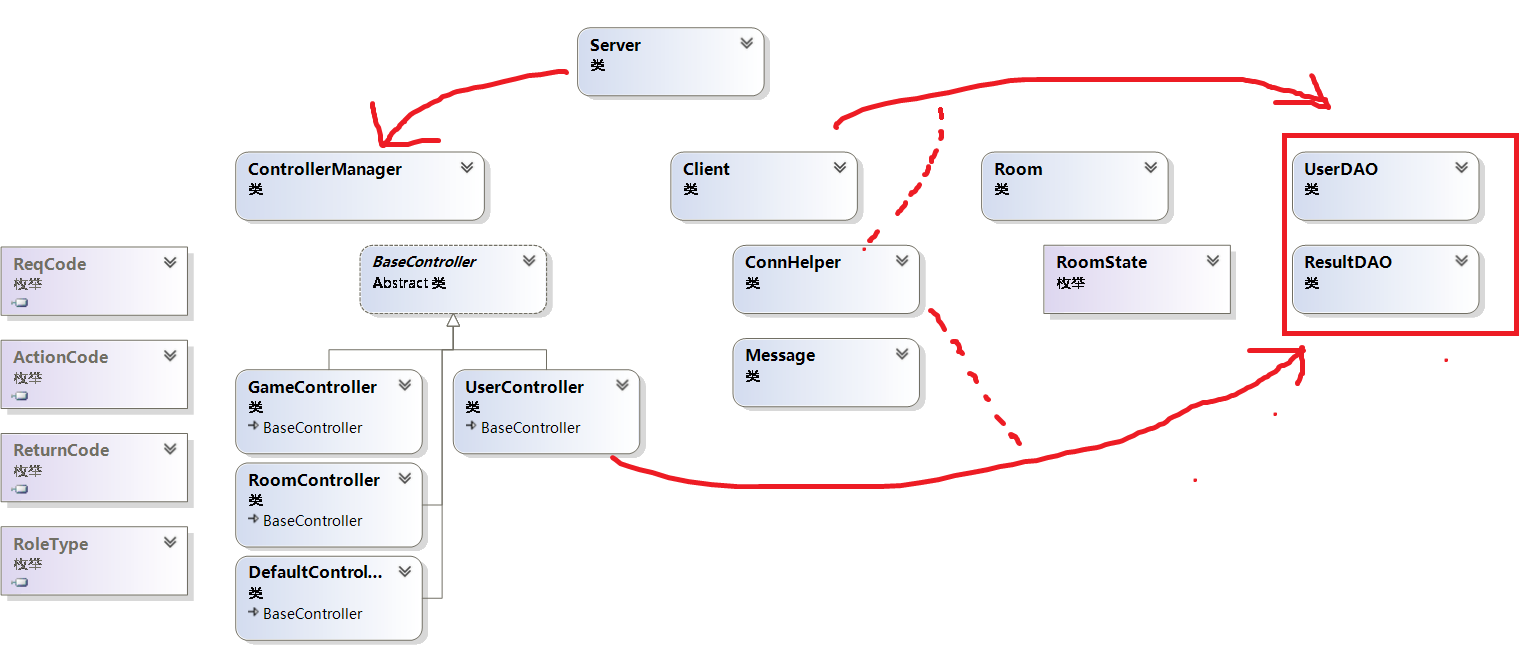 Server
类
ControllerManager
类
Client
类
Room
类
UserDAO
类
ReqCode
枚举
BaseController
Abstract 类
ConnHelper
类
RoomState
枚举
ResultDAO
类
ActionCode
枚举
Message
类
GameController
类
BaseController
UserController
类
BaseController
ReturnCode
枚举
RoomController
类
BaseController
RoleType
枚举
DefaultControl...
类
BaseController